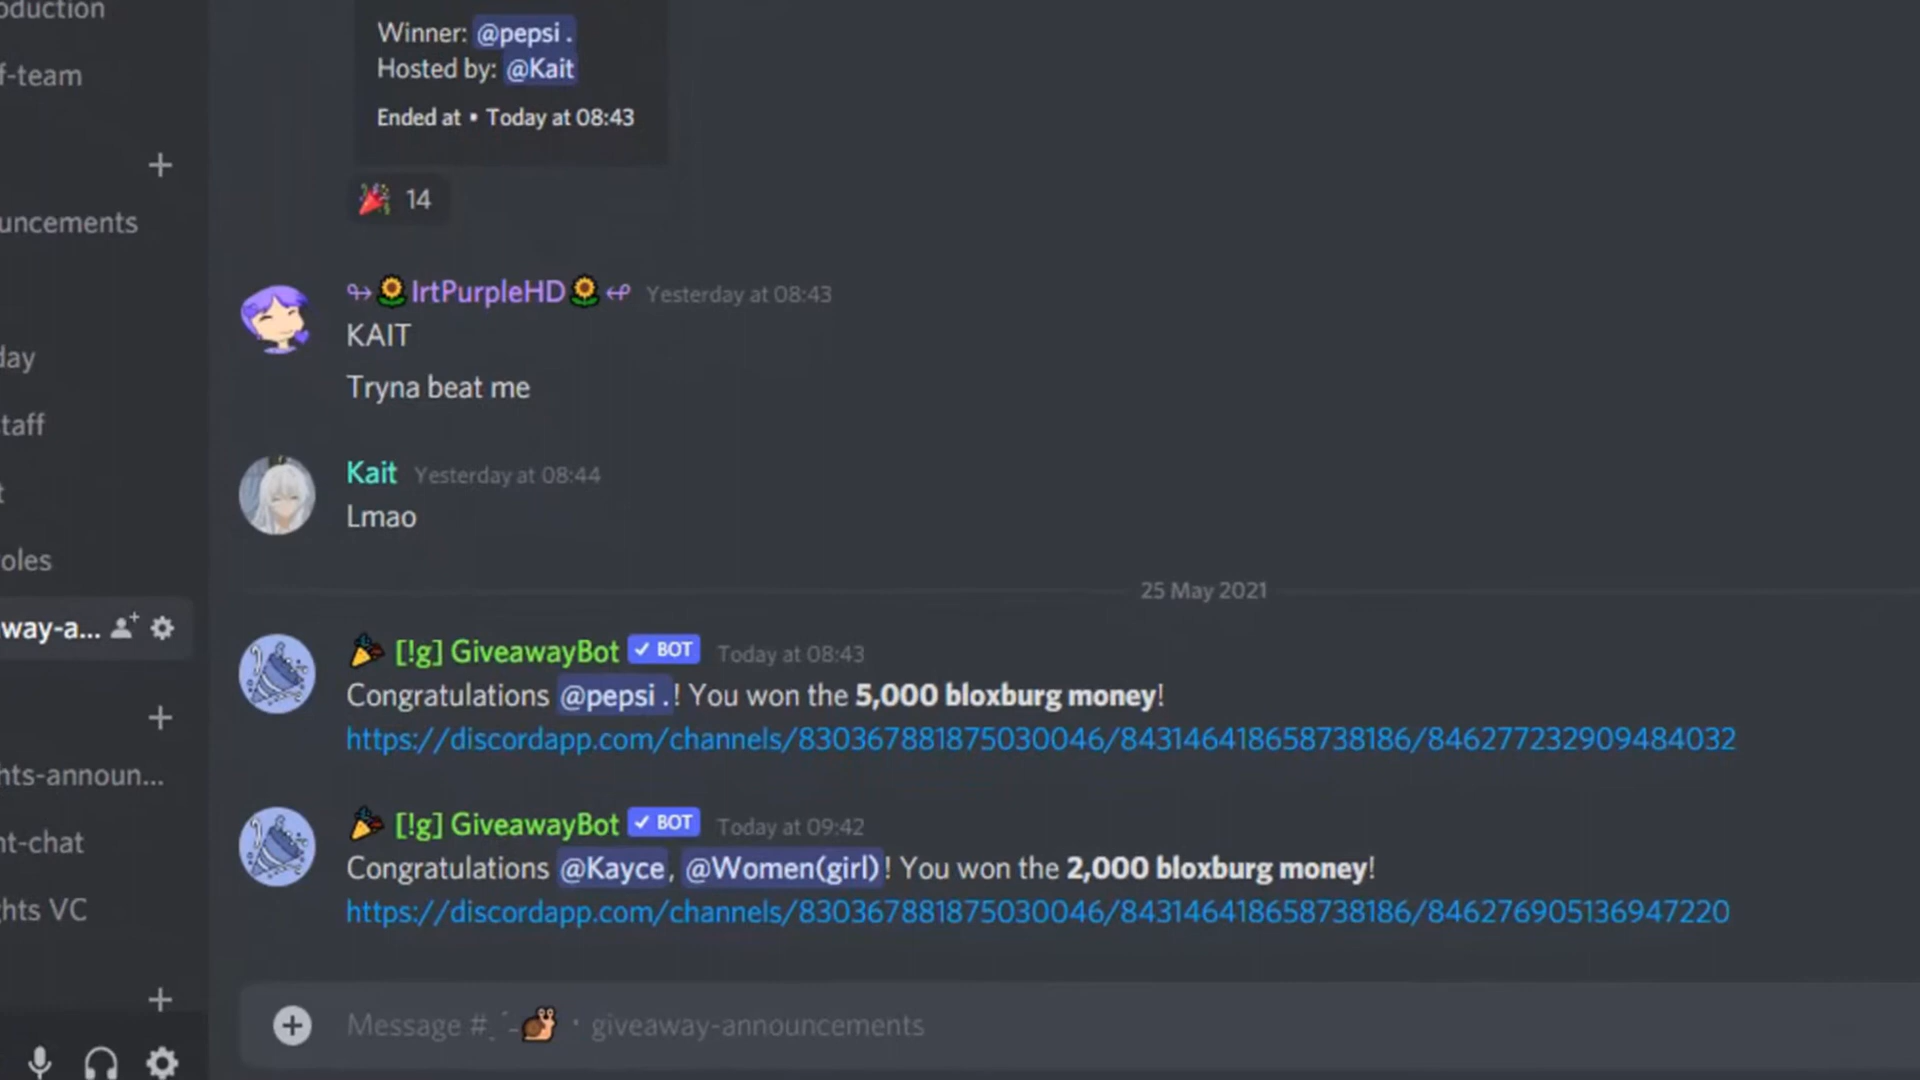 oduction
f-team
uncements
day
taff
t
oles
way-a...
hts-announ...
nt-chat
hts VC
Winner: @pepsi .
Hosted by: @Kait
Ended at • Today at 08:43
🎉 14
↬🌻IrtPurpleHD🌻↫ Yesterday at 08:43
KAIT
Tryna beat me
Kait Yesterday at 08:44
Lmao
25 May 2021
[!g] GiveawayBot ✓ BOT Today at 08:43
Congratulations @pepsi .! You won the 5,000 bloxburg money!
https://discordapp.com/channels/830367881875030046/843146418658738186/846277232909484032
[!g] GiveawayBot ✓ BOT Today at 09:42
Congratulations @Kayce, @Women(girl)! You won the 2,000 bloxburg money!
https://discordapp.com/channels/830367881875030046/843146418658738186/846276905136947220
Message #ˍ´-🐌 · giveaway-announcements